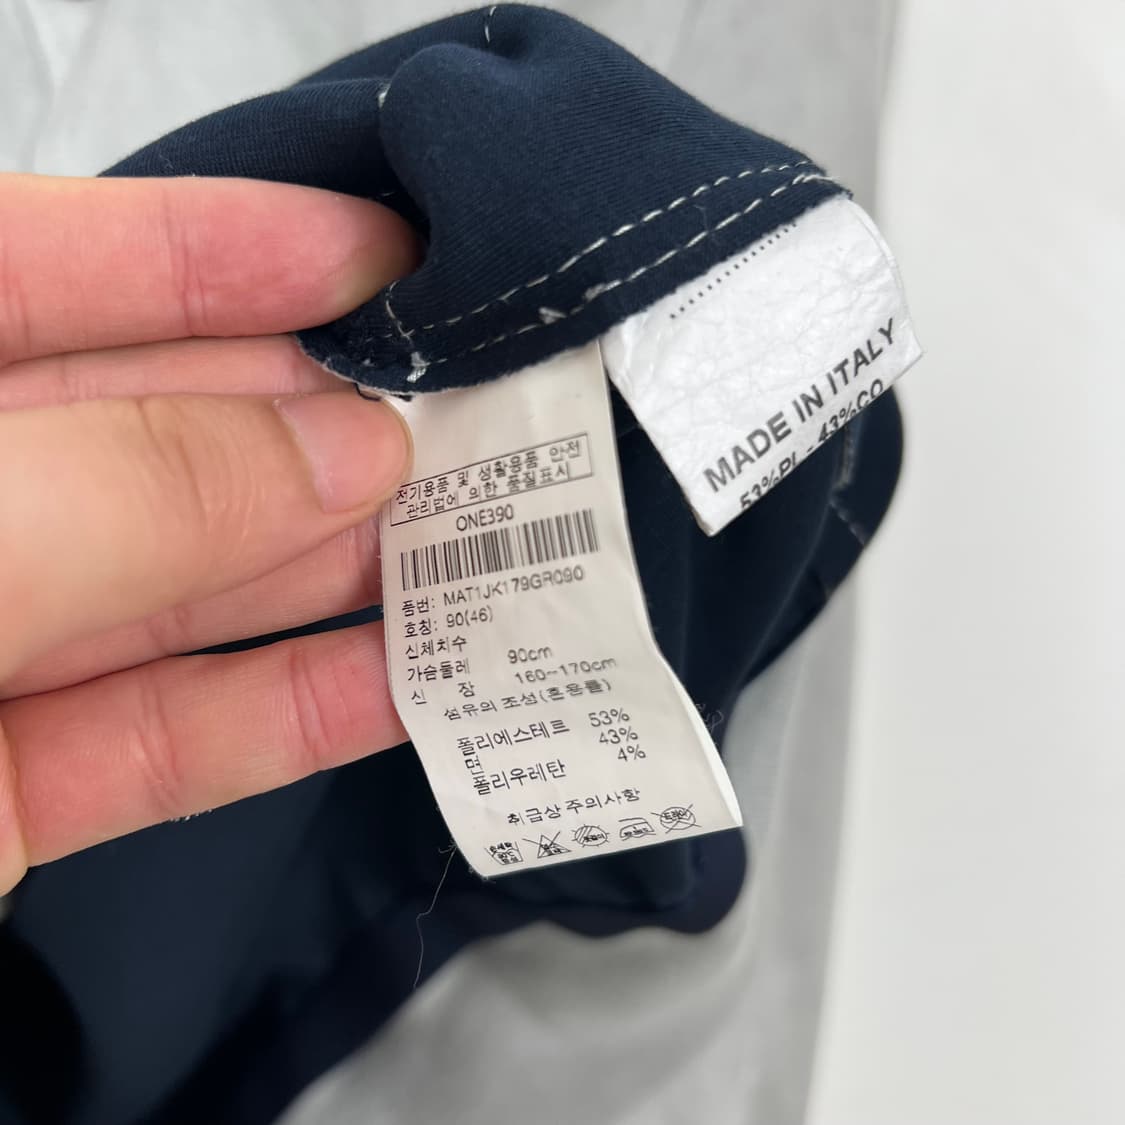 MADE IN ITALY
53%PL - 43%CO
전기용품 및 생활용품 안전
관리법에 의한 품질표시
ONE390
품번: MAT1JK179GR090
호칭: 90(46)
신체치수
가슴둘레 90cm
신 장 160~170cm
섬유의 조성(혼용률)
폴리에스테르 53%
면 43%
폴리우레탄 4%
취급상 주의사항